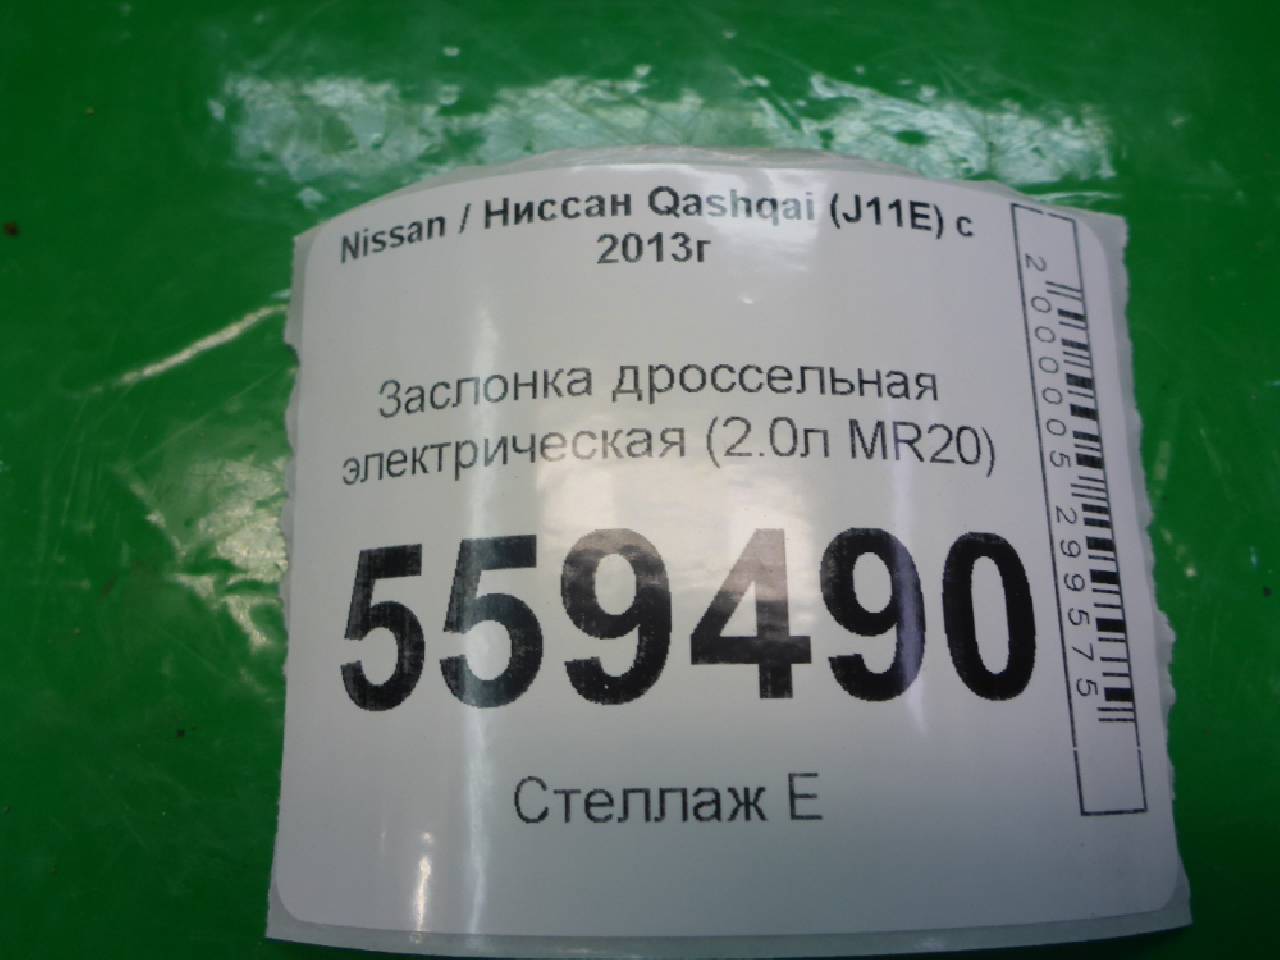 Nissan / Ниссан Qashqai (J11E) с
2013г
Заслонка дроссельная
электрическая (2.0л MR20)
559490
Стеллаж Е
2000005299575